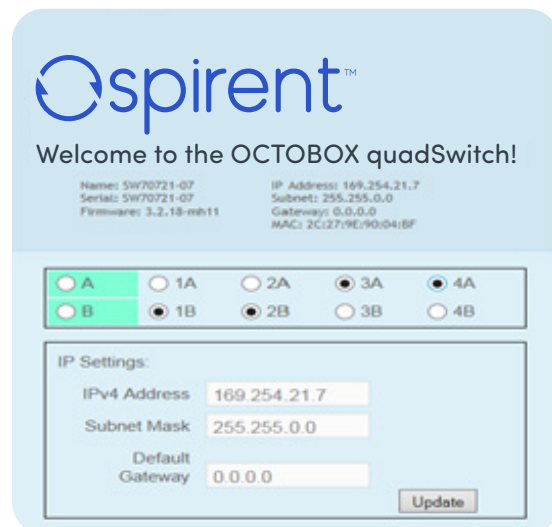 spirent™
Welcome to the OCTOBOX quadSwitch!
Name: SW70721-07 IP Address: 169.254.21.7
Serial: SW70721-07 Subnet: 255.255.0.0
Firmware: 3.2.18-mh11 Gateway: 0.0.0.0
MAC: 2C:27:9E:90:04:BF
A 1A 2A 3A 4A
B 1B 2B 3B 4B
IP Settings:
IPv4 Address 169.254.21.7
Subnet Mask 255.255.0.0
Default
Gateway 0.0.0.0
Update